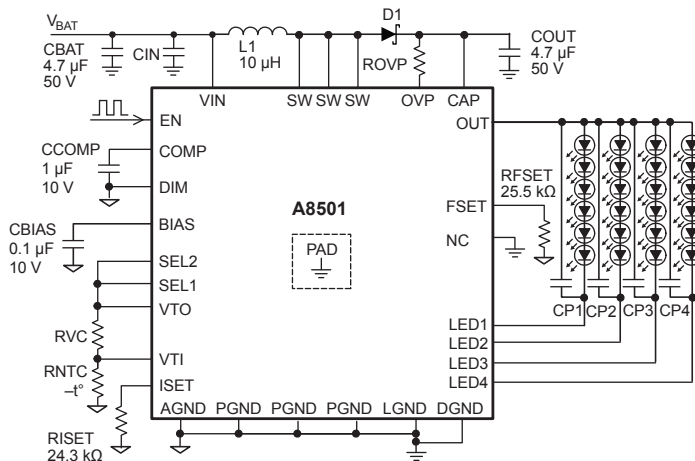 VBAT
D1
CBAT
4.7 µF
50 V
CIN
L1
10 µH
ROVP
COUT
4.7 µF
50 V
VIN
SW SW SW
OVP
CAP
EN
OUT
CCOMP
1 µF
10 V
COMP
DIM
RFSET
25.5 kΩ
A8501
FSET
CBIAS
0.1 µF
10 V
BIAS
PAD
NC
SEL2
SEL1
VTO
RVC
CP1
CP2
CP3
CP4
LED1
LED2
LED3
LED4
VTI
RNTC
–t°
ISET
AGND PGND PGND PGND LGND DGND
RISET
24.3 kΩ